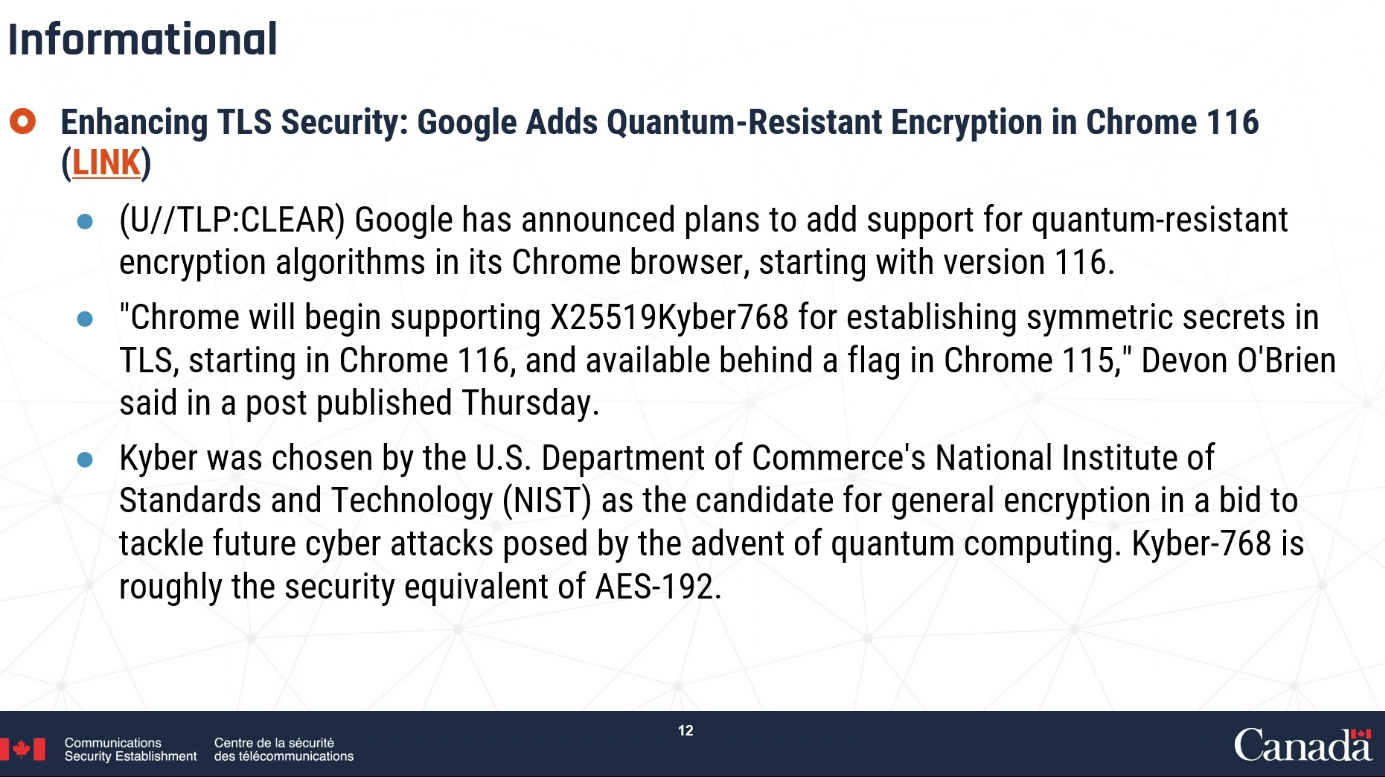 Informational
Enhancing TLS Security: Google Adds Quantum-Resistant Encryption in Chrome 116
(LINK)
(U//TLP:CLEAR) Google has announced plans to add support for quantum-resistant
encryption algorithms in its Chrome browser, starting with version 116.
"Chrome will begin supporting X25519Kyber768 for establishing symmetric secrets in
TLS, starting in Chrome 116, and available behind a flag in Chrome 115," Devon O'Brien
said in a post published Thursday.
Kyber was chosen by the U.S. Department of Commerce's National Institute of
Standards and Technology (NIST) as the candidate for general encryption in a bid to
tackle future cyber attacks posed by the advent of quantum computing. Kyber-768 is
roughly the security equivalent of AES-192.
12
Communications
Security Establishment
Centre de la sécurité
des télécommunications
Canada